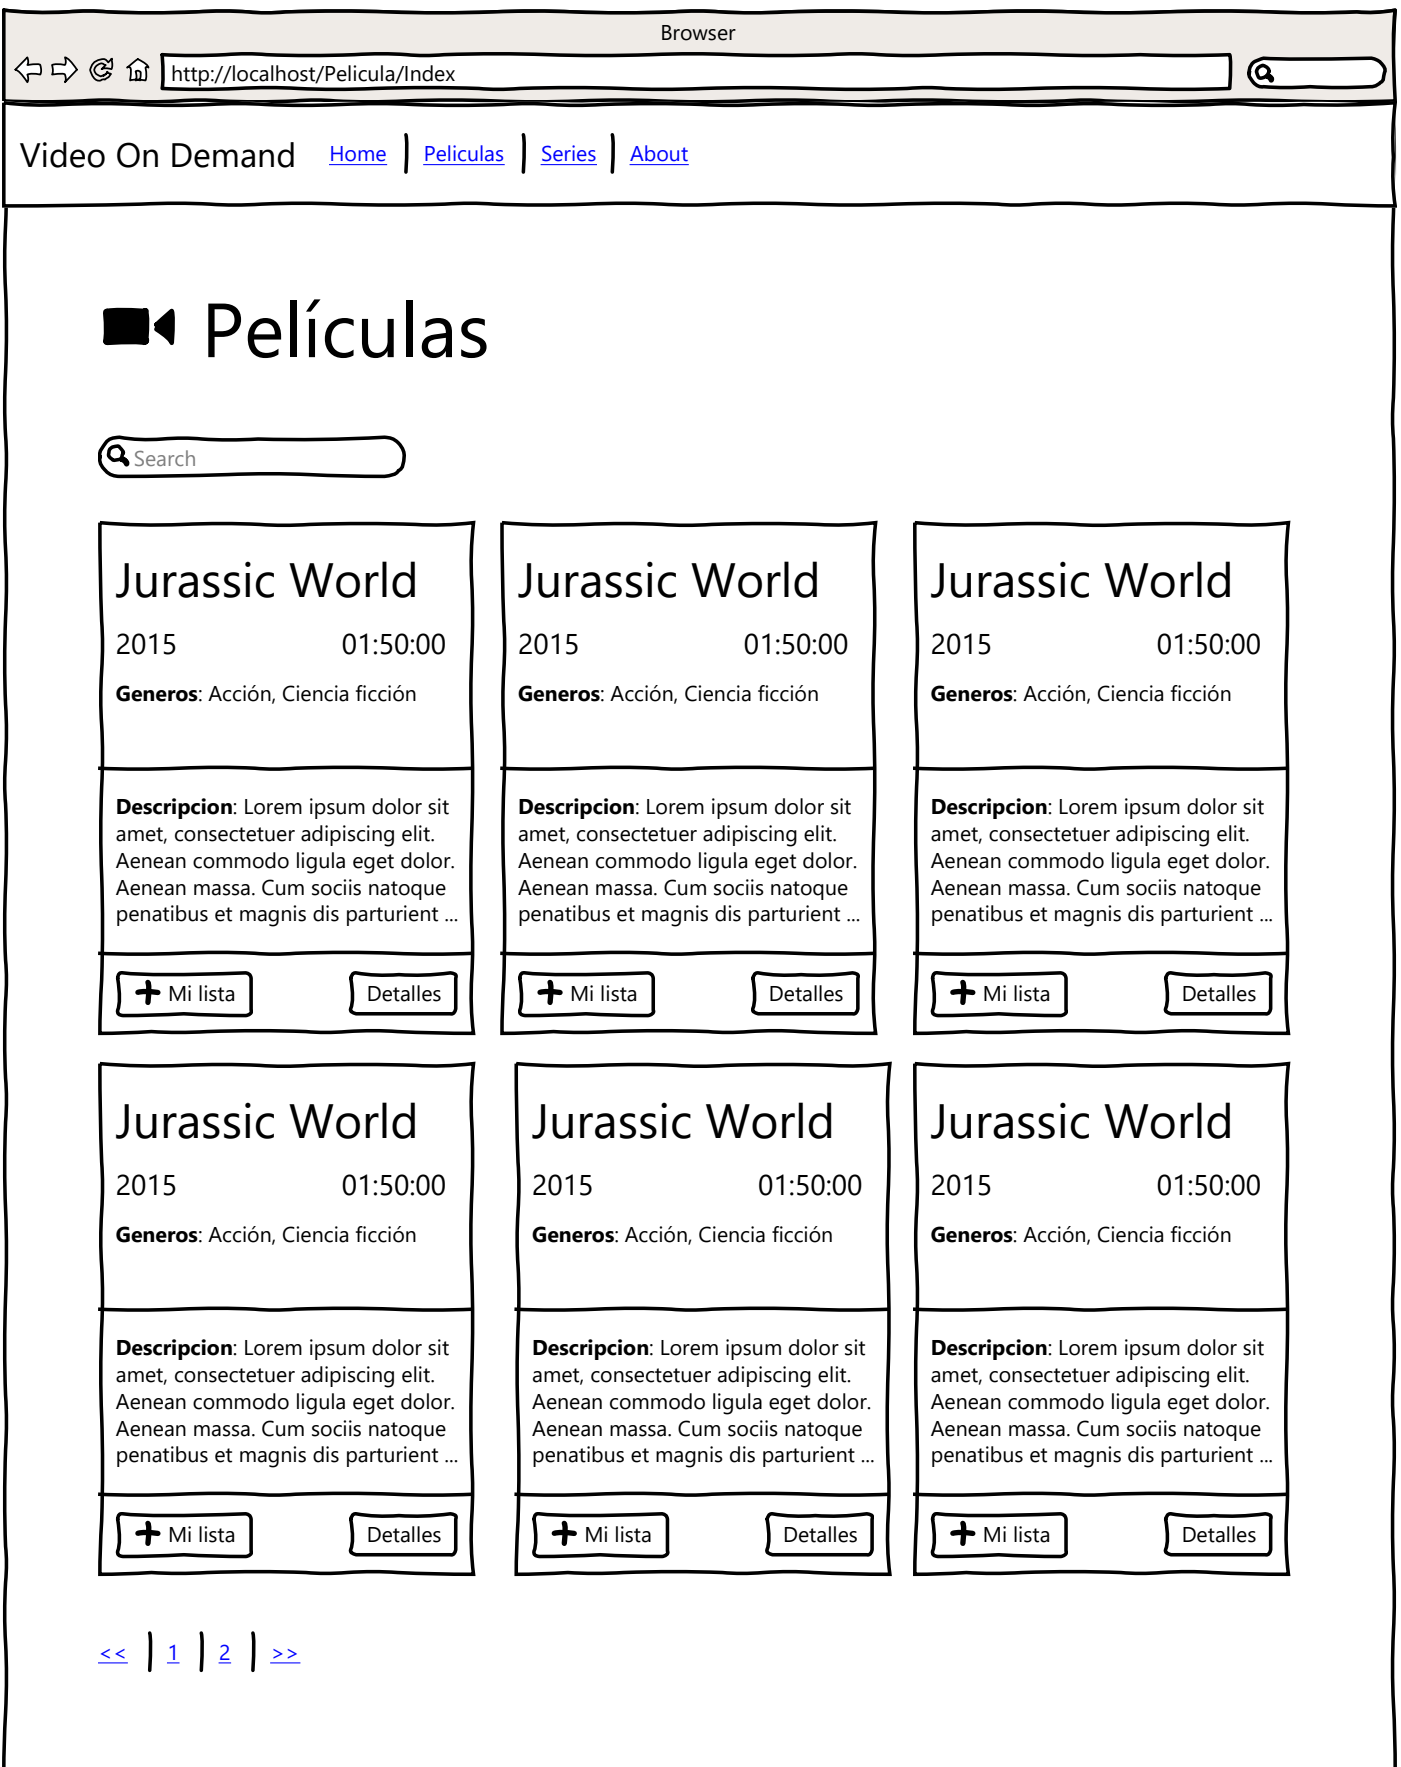 Browser
http://localhost/Pelicula/Index
Video On Demand Home Peliculas Series About
Películas
Search
Jurassic World
2015 01:50:00
Generos: Acción, Ciencia ficción
Descripcion: Lorem ipsum dolor sit
amet, consectetuer adipiscing elit.
Aenean commodo ligula eget dolor.
Aenean massa. Cum sociis natoque
penatibus et magnis dis parturient ...
Mi lista Detalles
Jurassic World
2015 01:50:00
Generos: Acción, Ciencia ficción
Descripcion: Lorem ipsum dolor sit
amet, consectetuer adipiscing elit.
Aenean commodo ligula eget dolor.
Aenean massa. Cum sociis natoque
penatibus et magnis dis parturient ...
Mi lista Detalles
Jurassic World
2015 01:50:00
Generos: Acción, Ciencia ficción
Descripcion: Lorem ipsum dolor sit
amet, consectetuer adipiscing elit.
Aenean commodo ligula eget dolor.
Aenean massa. Cum sociis natoque
penatibus et magnis dis parturient ...
Mi lista Detalles
Jurassic World
2015 01:50:00
Generos: Acción, Ciencia ficción
Descripcion: Lorem ipsum dolor sit
amet, consectetuer adipiscing elit.
Aenean commodo ligula eget dolor.
Aenean massa. Cum sociis natoque
penatibus et magnis dis parturient ...
Mi lista Detalles
Jurassic World
2015 01:50:00
Generos: Acción, Ciencia ficción
Descripcion: Lorem ipsum dolor sit
amet, consectetuer adipiscing elit.
Aenean commodo ligula eget dolor.
Aenean massa. Cum sociis natoque
penatibus et magnis dis parturient ...
Mi lista Detalles
Jurassic World
2015 01:50:00
Generos: Acción, Ciencia ficción
Descripcion: Lorem ipsum dolor sit
amet, consectetuer adipiscing elit.
Aenean commodo ligula eget dolor.
Aenean massa. Cum sociis natoque
penatibus et magnis dis parturient ...
Mi lista Detalles
<< 1 2 >>